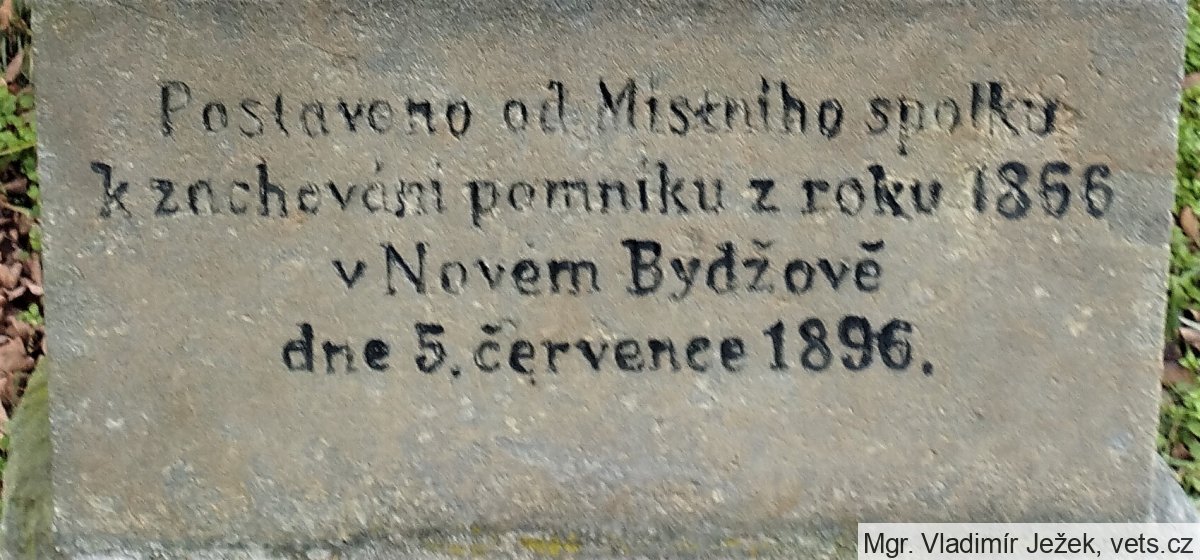 Postaveno od Místního spolku
k zachování pomníku z roku 1866
v Novém Bydžově
dne 5. července 1896.
Mgr. Vladimír Ježek, vets.cz